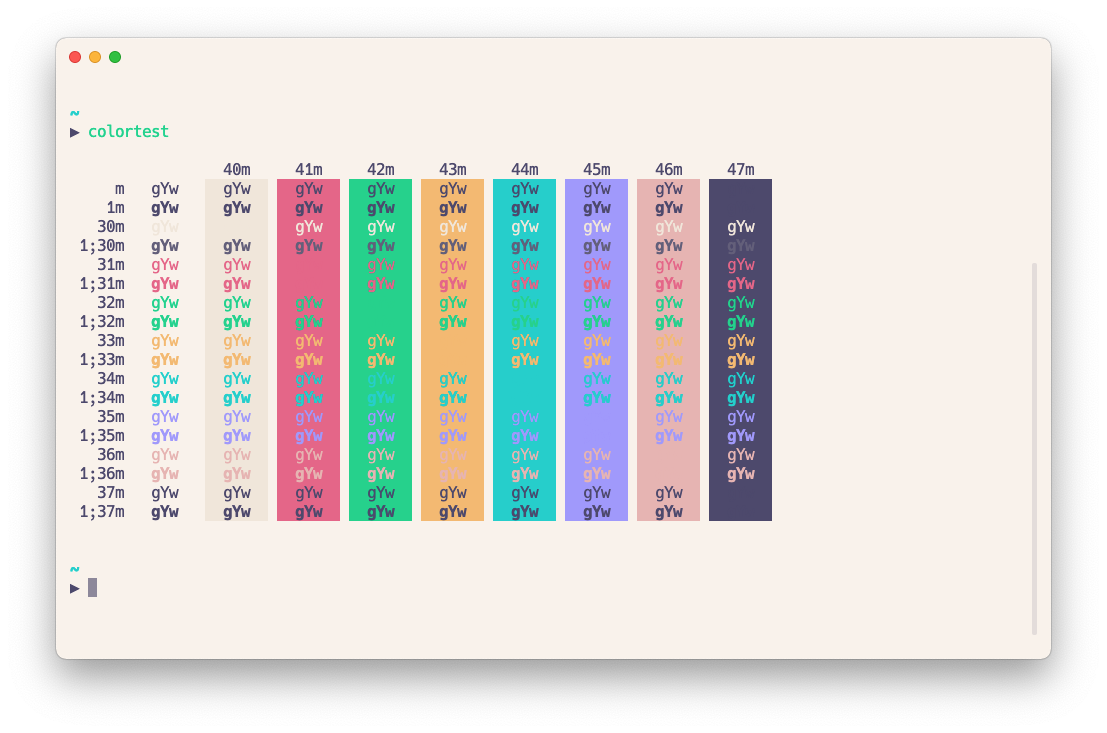 ~
▶ colortest
40m 41m 42m 43m 44m 45m 46m 47m
m gYw gYw gYw gYw gYw gYw gYw gYw
1m gYw gYw gYw gYw gYw gYw gYw gYw
30m gYw gYw gYw gYw gYw gYw gYw gYw
1;30m gYw gYw gYw gYw gYw gYw gYw gYw gYw
31m gYw gYw gYw gYw gYw gYw gYw gYw
1;31m gYw gYw gYw gYw gYw gYw gYw gYw
32m gYw gYw gYw gYw gYw gYw gYw gYw
1;32m gYw gYw gYw gYw gYw gYw gYw gYw
33m gYw gYw gYw gYw gYw gYw gYw gYw
1;33m gYw gYw gYw gYw gYw gYw gYw gYw
34m gYw gYw gYw gYw gYw gYw gYw gYw
1;34m gYw gYw gYw gYw gYw gYw gYw gYw
35m gYw gYw gYw gYw gYw gYw gYw gYw
1;35m gYw gYw gYw gYw gYw gYw gYw gYw
36m gYw gYw gYw gYw gYw gYw gYw gYw
1;36m gYw gYw gYw gYw gYw gYw gYw gYw
37m gYw gYw gYw gYw gYw gYw gYw gYw
1;37m gYw gYw gYw gYw gYw gYw gYw gYw
~
▶